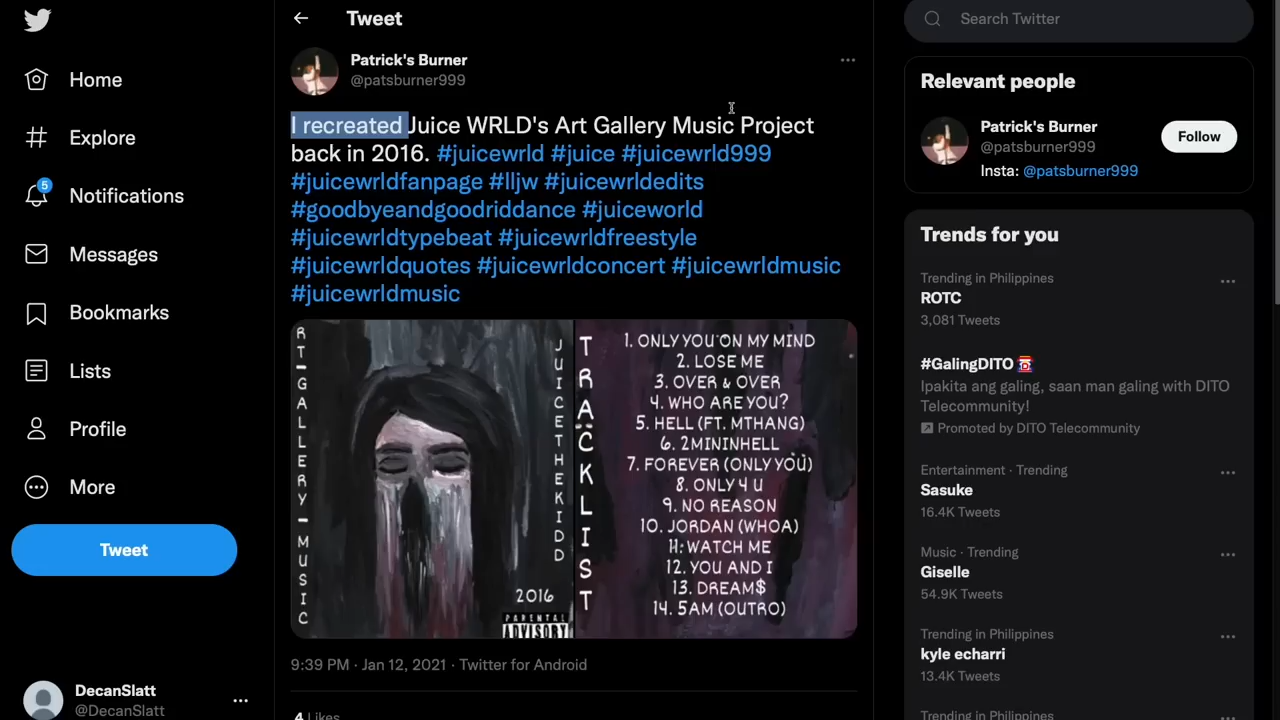 Home
Explore
5
Notifications
Messages
Bookmarks
Lists
Profile
More
Tweet
DecanSlatt
@DecanSlatt
Tweet
Patrick's Burner
@patsburner999
I recreated Juice WRLD's Art Gallery Music Project
back in 2016. #juicewrld #juice #juicewrld999
#juicewrldfanpage #lljw #juicewrldedits
#goodbyeandgoodriddance #juiceworld
#juicewrldtypebeat #juicewrldfreestyle
#juicewrldquotes #juicewrldconcert #juicewrldmusic
#juicewrldmusic
RT-GALLERY-MUSIC
JUICETHEKIDD
2016
PARENTAL
ADVISORY
TRACKLIST
1. ONLY YOU ON MY MIND
2. LOSE ME
3. OVER & OVER
4. WHO ARE YOU?
5. HELL (FT. MTHANG)
6. 2MININHELL
7. FOREVER (ONLY YOU)
8. ONLY 4 U
9. NO REASON
10. JORDAN (WHOA)
11. WATCH ME
12. YOU AND I
13. DREAM$
14. 5AM (OUTRO)
9:39 PM · Jan 12, 2021 · Twitter for Android
4 Likes
Search Twitter
Relevant people
Patrick's Burner
@patsburner999
Follow
Insta: @patsburner999
Trends for you
Trending in Philippines
ROTC
3,081 Tweets
#GalingDITO
Ipakita ang galing, saan man galing with DITO
Telecommunity!
Promoted by DITO Telecommunity
Entertainment · Trending
Sasuke
16.4K Tweets
Music · Trending
Giselle
54.9K Tweets
Trending in Philippines
kyle echarri
13.4K Tweets
Trending in Philippines